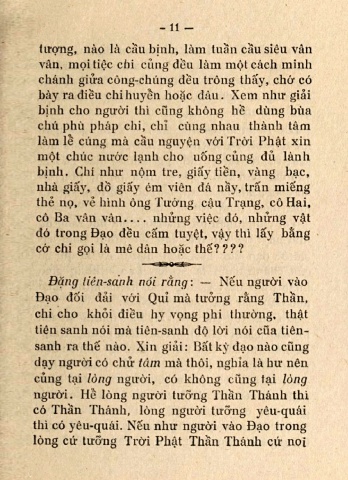 — 11 —
tượng, nào là cầu bịnh, làm tuần cầu siêu vân
vân, mọi tiệc chi củng đều làm một cách minh
chánh giửa công-chúng đều trông thấy, chớ có
bày ra điều chi huyền hoặc đâu. Xem như giải
bịnh cho người thì cũng không hề dùng bùa
chú phù pháp chi, chỉ cùng nhau thành tâm
làm lể cúng mà cầu nguyện với Trời Phật xin
một chúc nước lạnh cho uống củng đủ lành
bịnh. Chí như nộm tre, giấy tiền, vàng bạc,
nhà giấy, đồ giấy ém viên đá nầy, trấn miếng
thẻ nọ, vẻ hình ông Tướng cậu Trạng, cô Hai,
cô Ba vân vân.... những việc đó, những vật
đó trong Đạo đều cấm tuyệt, vậy thì lấy bằng
cớ chi gọi là mê dân hoặc thế????
Đặng tiên-sanh nói rằng: — Nếu người vào
Đạo đối đải với Quỉ mà tưởng rằng Thần,
chi cho khỏi điều hy vọng phi thường, thật
tiên sanh nói mà tiên-sanh độ lời nói của tiên-
sanh ra thế nào. Xin giải: Bất kỳ đạo nào cũng
dạy người có chử tâm mà thôi, nghĩa là hư nên
củng tại lòng người, có không cũng tại lòng
người. Hễ lòng người tưởng Thần Thánh thì
có Thần Thánh, lòng người tưởng yêu-quái
thì có yêu-quái. Nếu như người vào Đạo trong
lòng cứ tưởng Trời Phật Thần Thánh cứ noi